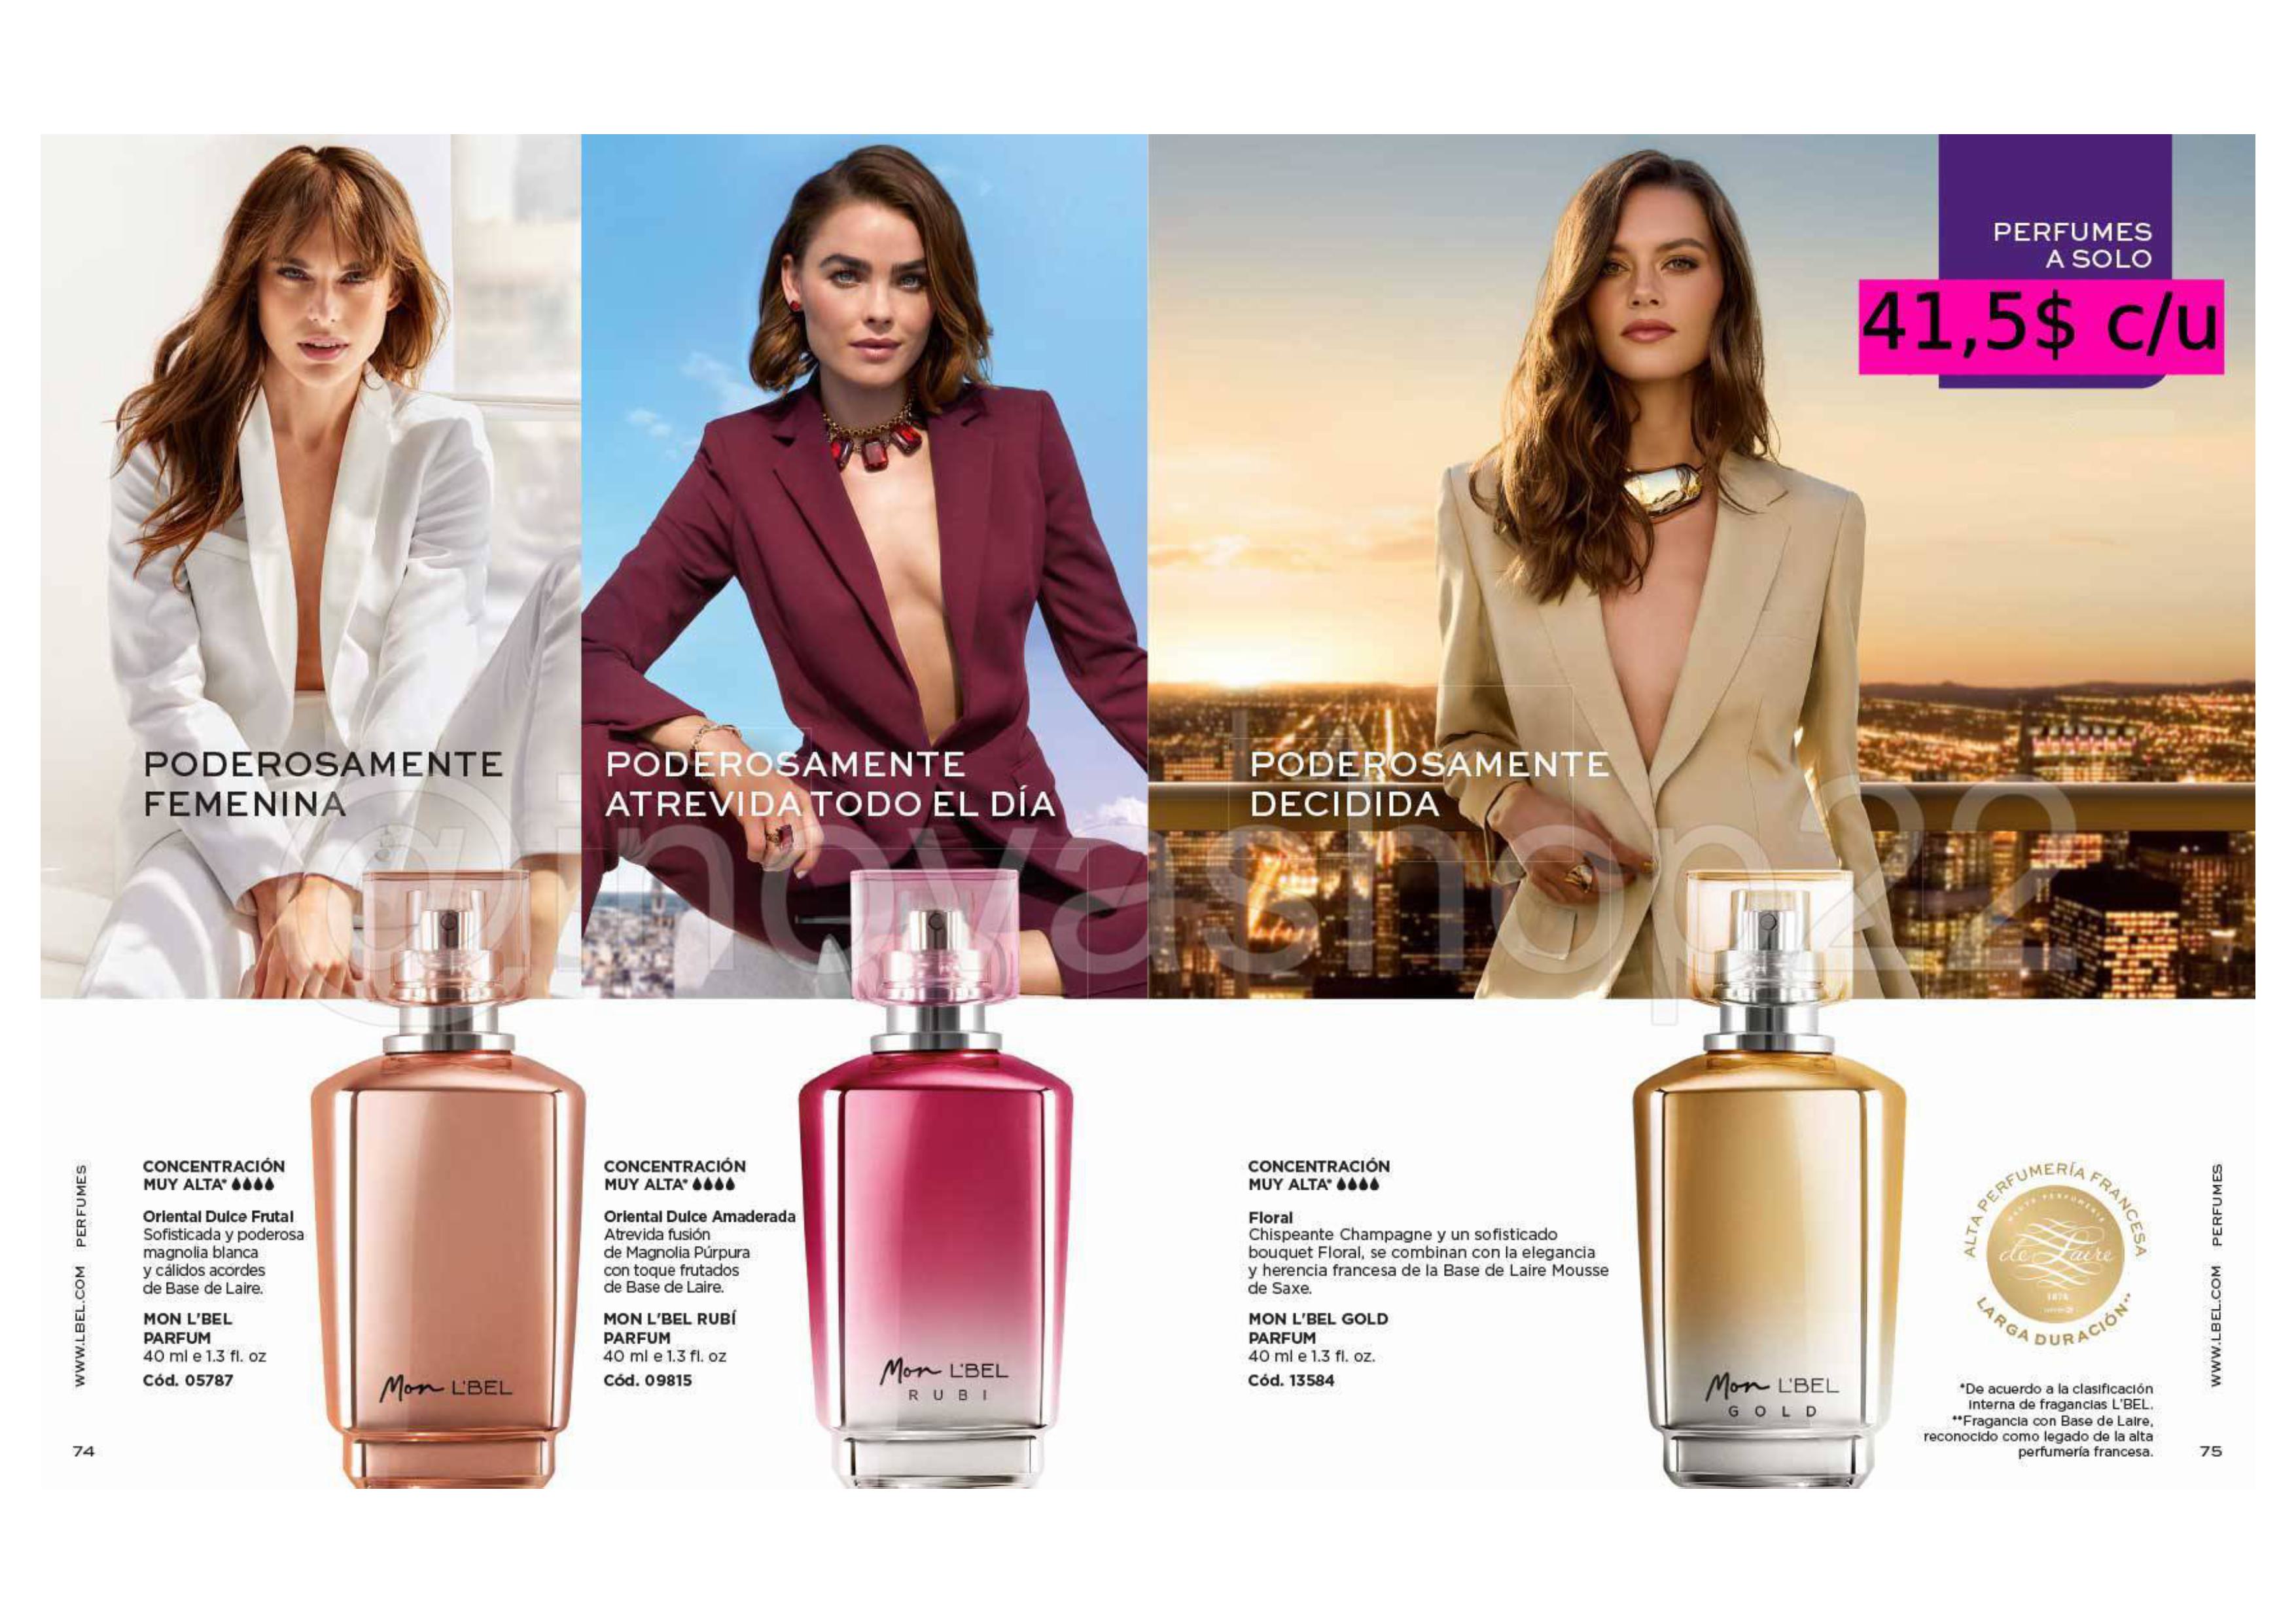 PERFUMES
A SOLO
41,5$ c/u
PODEROSAMENTE
FEMENINA
PODEROSAMENTE
ATREVIDA TODO EL DÍA
PODEROSAMENTE
DECIDIDA
@inovashop22
CONCENTRACIÓN
MUY ALTA*
Oriental Dulce Frutal
Sofisticada y poderosa
magnolia blanca
y cálidos acordes
de Base de Laire.
MON L'BEL
PARFUM
40 ml e 1.3 fl. oz
Cód. 05787
Mon L'BEL
CONCENTRACIÓN
MUY ALTA*
Oriental Dulce Amaderada
Atrevida fusión
de Magnolia Púrpura
con toque frutados
de Base de Laire.
MON L'BEL RUBÍ
PARFUM
40 ml e 1.3 fl. oz
Cód. 09815
Mon L'BEL
RUBI
CONCENTRACIÓN
MUY ALTA*
Floral
Chispeante Champagne y un sofisticado
bouquet Floral, se combinan con la elegancia
y herencia francesa de la Base de Laire Mousse
de Saxe.
MON L'BEL GOLD
PARFUM
40 ml e 1.3 fl. oz.
Cód. 13584
Mon L'BEL
GOLD
ALTA PERFUMERÍA FRANCESA
de Laire
1876
LARGA DURACIÓN**
*De acuerdo a la clasificación
interna de fragancias L'BEL.
**Fragancia con Base de Laire,
reconocido como legado de la alta
perfumería francesa.
WWW.LBEL.COM PERFUMES
74
WWW.LBEL.COM PERFUMES
75